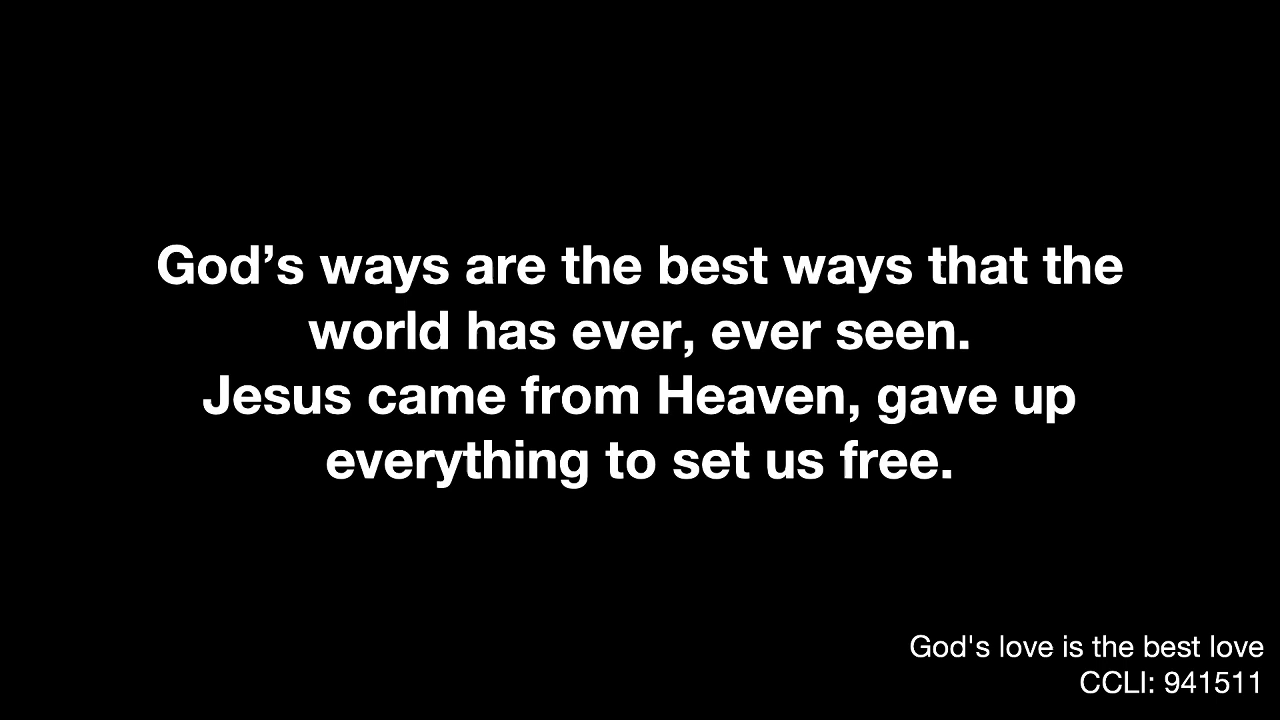 God’s ways are the best ways that the
world has ever, ever seen.
Jesus came from Heaven, gave up
everything to set us free.
God's love is the best love
CCLI: 941511